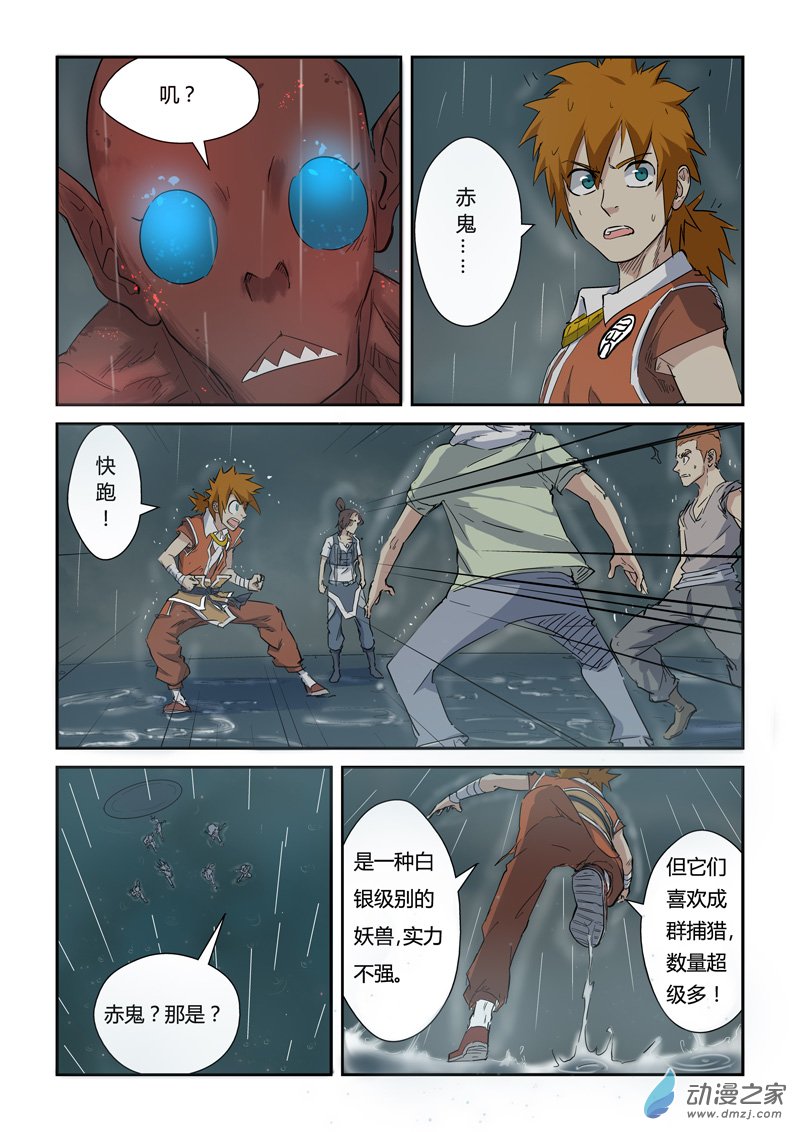 叽？
赤
鬼
……
快
跑
！
赤鬼？那是？
是一种白
银级别的
妖兽，实力
不强。
但它们
喜欢成
群捕猎，
数量超
级多！
动漫之家
www.dmzj.com